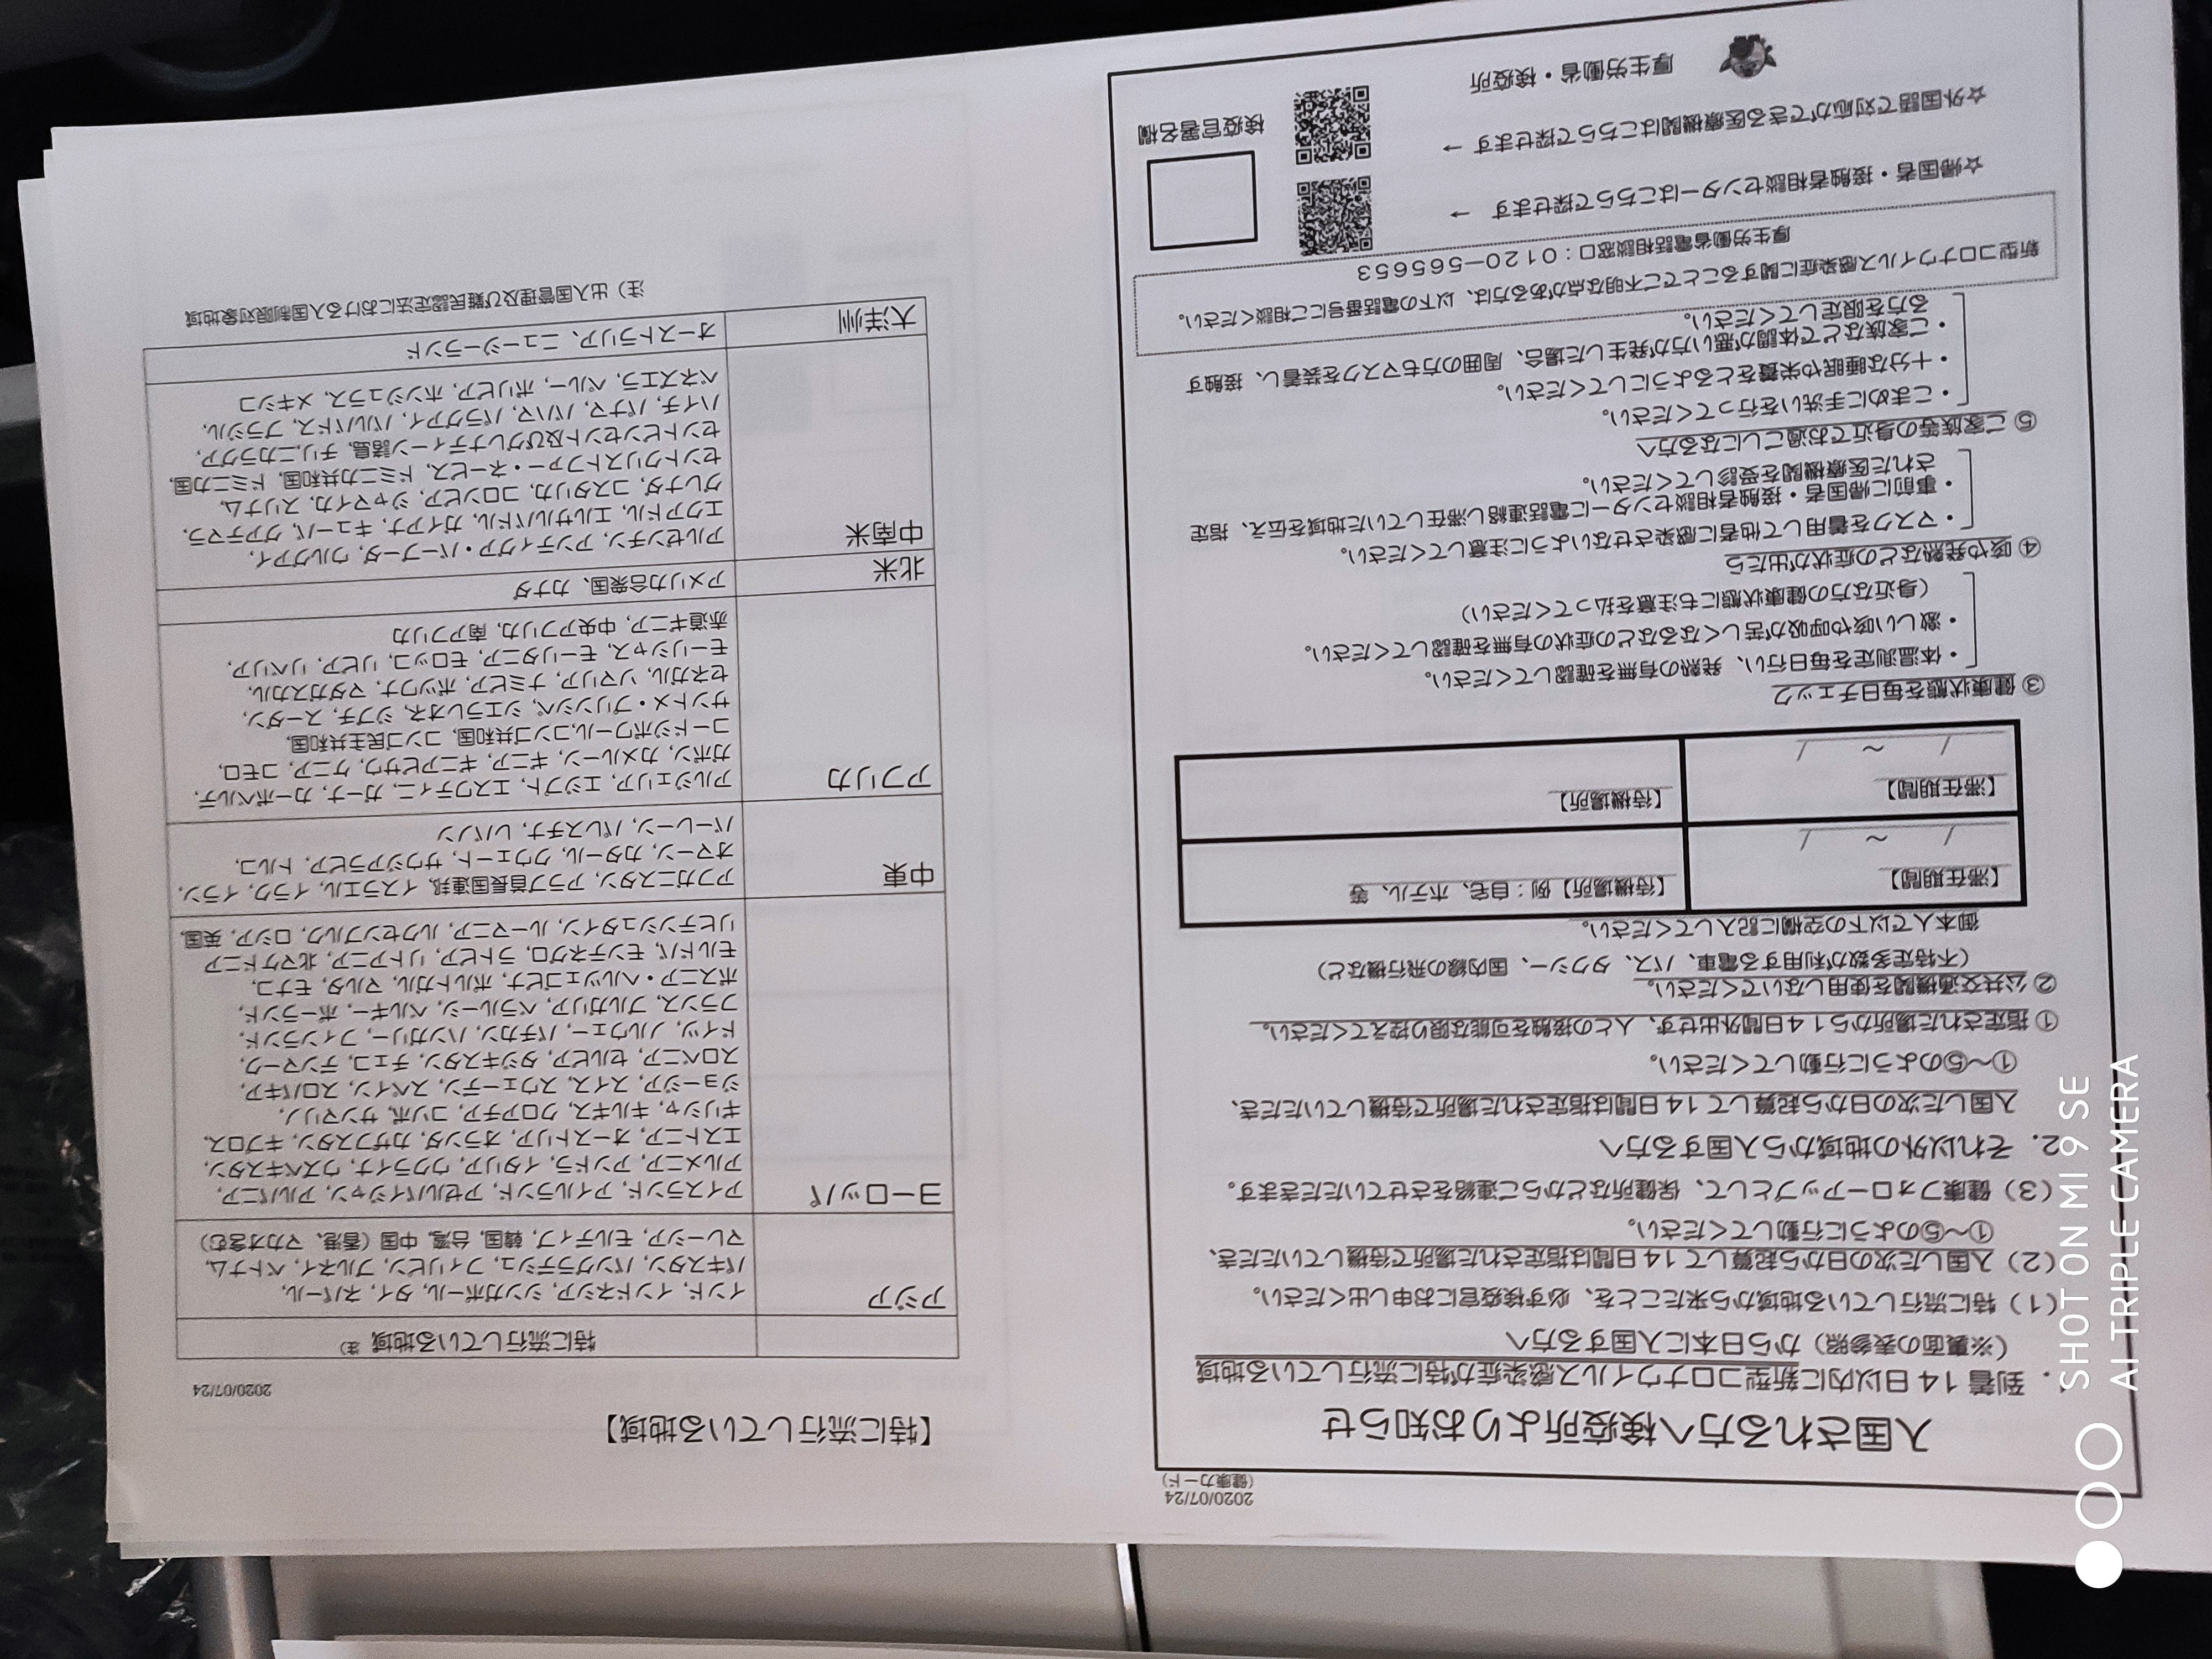 2020/07/24
（健康カード）
入国される方へ検疫所よりお知らせ
1．到着１４日以内に新型コロナウイルス感染症が特に流行している地域
（※裏面の表参照）から日本に入国する方へ
（１）特に流行している地域から来たことを、必ず検疫官にお申し出ください。
（２）入国した次の日から起算して１４日間は指定された場所で待機していただき、
①～⑤のように行動してください。
（３）健康フォローアップとして、保健所などからご連絡をさせていただきます。
２．それ以外の地域から入国する方へ
入国した次の日から起算して１４日間は指定された場所で待機していただき、
①～⑤のように行動してください。
① 指定された場所から１４日間外出せず、人との接触を可能な限り控えてください。
② 公共交通機関を使用しないでください。
（不特定多数が利用する電車、バス、タクシー、国内線の飛行機など）
御本人で以下の空欄に記入してください。
【滞在期間】 【待機場所】例：自宅、ホテル、等
／ ～ ／
【滞在期間】 【待機場所】
／ ～ ／
③ 健康状態を毎日チェック
・体温測定を毎日行い、発熱の有無を確認してください。
・激しい咳や呼吸が苦しくなるなどの症状の有無を確認してください。
（身近な方の健康状態にも注意を払ってください）
④ 咳や発熱などの症状が出たら
・マスクを着用して他者に感染させないように注意してください。
・事前に帰国者・接触者相談センターに電話連絡し滞在していた地域を伝え、指定
された医療機関を受診してください。
⑤ ご家族等の身近でお過ごしになる方へ
・こまめに手洗いを行ってください。
・十分な睡眠や栄養をとるようにしてください。
・ご家族などで体調が悪い方が発生した場合、周囲の方もマスクを装着し、接触す
る方を限定してください。
新型コロナウイルス感染症に関することでご不明な点がある方は、以下の電話番号にご相談ください。
厚生労働省電話相談窓口：０１２０－５６５６５３
☆帰国者・接触者相談センターはこちらで探せます →
☆外国語で対応ができる医療機関はこちらで探せます →
検疫官署名欄
厚生労働省・検疫所
2020/07/24
【特に流行している地域】
特に流行している地域 注）
アジア
インド, インドネシア, シンガポール, タイ, ネパール,
パキスタン, バングラデシュ, フィリピン, ブルネイ, ベトナム,
マレーシア, モルディブ, 韓国, 台湾, 中国（香港、マカオ含む）
ヨーロッパ
アイスランド, アイルランド, アゼルバイジャン, アルバニア,
アルメニア, アンドラ, イタリア, ウクライナ, ウズベキスタン,
エストニア, オーストリア, オランダ, カザフスタン, キプロス,
ギリシャ, キルギス, クロアチア, コソボ, サンマリノ,
ジョージア, スイス, スウェーデン, スペイン, スロバキア,
スロベニア, セルビア, タジキスタン, チェコ, デンマーク,
ドイツ, ノルウェー, バチカン, ハンガリー, フィンランド,
フランス, ブルガリア, ベラルーシ, ベルギー, ポーランド,
ボスニア・ヘルツェゴビナ, ポルトガル, マルタ, モナコ,
モルドバ, モンテネグロ, ラトビア, リトアニア, 北マケドニア
リヒテンシュタイン, ルーマニア, ルクセンブルク, ロシア, 英国,
中東
アフガニスタン, アラブ首長国連邦, イスラエル, イラク, イラン,
オマーン, カタール, クウェート, サウジアラビア, トルコ,
バーレーン, パレスチナ, レバノン
アフリカ
アルジェリア, エジプト, エスワティニ, ガーナ, カーボベルデ,
ガボン, カメルーン, ギニア, ギニアビサウ, ケニア, コモロ,
コードジボワール,コンゴ共和国, コンゴ民主共和国,
サントメ・プリンシペ, シエラレオネ, ジブチ, スーダン,
セネガル, ソマリア, ナミビア, ボツワナ, マダガスカル,
モーリシャス, モーリタニア, モロッコ, リビア, リベリア,
赤道ギニア, 中央アフリカ, 南アフリカ
北米
アメリカ合衆国、カナダ
中南米
アルゼンチン, アンティグア・バーブーダ, ウルグアイ,
エクアドル, エルサルバドル, ガイアナ, キューバ, グアテマラ,
グレナダ, コスタリカ, コロンビア, ジャマイカ, スリナム,
セントクリストファー・ネービス, ドミニカ共和国, ドミニカ国,
セントビンセント及びグレナディーン諸島, チリ,ニカラグア,
ハイチ, パナマ, バハマ, パラグアイ, バルバドス, ブラジル,
ベネズエラ, ペルー, ボリビア, ホンジュラス, メキシコ
大洋州
オーストラリア、ニュージーランド
注）出入国管理及び難民認定法における入国制限対象地域
SHOT ON MI 9 SE
AI TRIPLE CAMERA